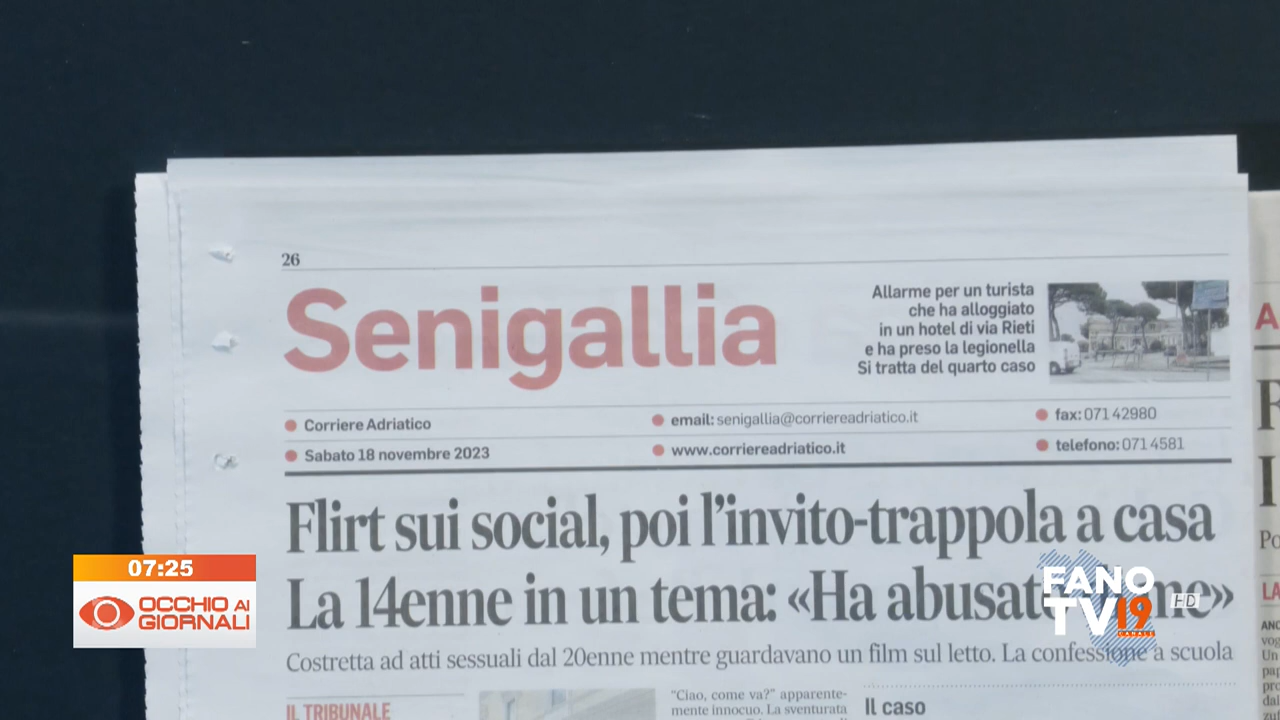 26
Senigallia
Allarme per un turista
che ha alloggiato
in un hotel di via Rieti
e ha preso la legionella
Si tratta del quarto caso
Corriere Adriatico
email: senigallia@corriereadriatico.it
fax: 071 42980
Sabato 18 novembre 2023
www.corriereadriatico.it
telefono: 071 4581
Flirt sui social, poi l'invito-trappola a casa
La 14enne in un tema: «Ha abusato me»
Costretta ad atti sessuali dal 20enne mentre guardavano un film sul letto. La confessione a scuola
IL TRIBUNALE
"Ciao, come va?" apparente-
mente innocuo. La sventurata
Il caso
07:25
OCCHIO AI
GIORNALI
FANO
TV19
CANALE
HD